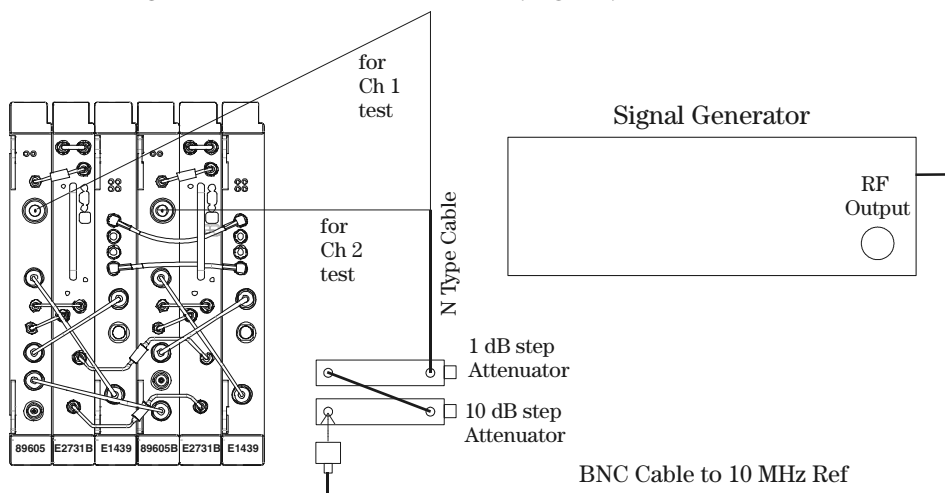 for
Ch 1
test
Signal Generator
RF
Output
for
Ch 2
test
N Type Cable
1 dB step
Attenuator
10 dB step
Attenuator
89605 E2731B E1439 89605B E2731B E1439
BNC Cable to 10 MHz Ref